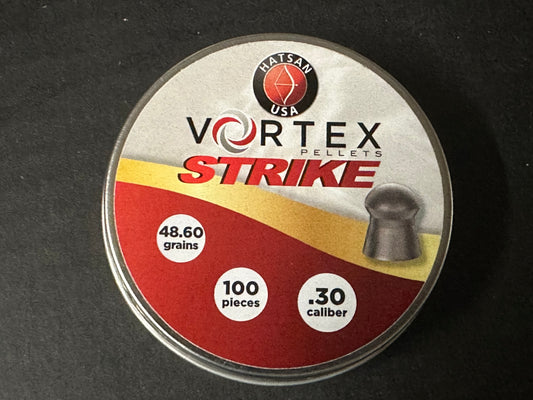 HATSAN
USA
VORTEX
PELLETS
STRIKE
48.60
grains
100
pieces
.30
caliber